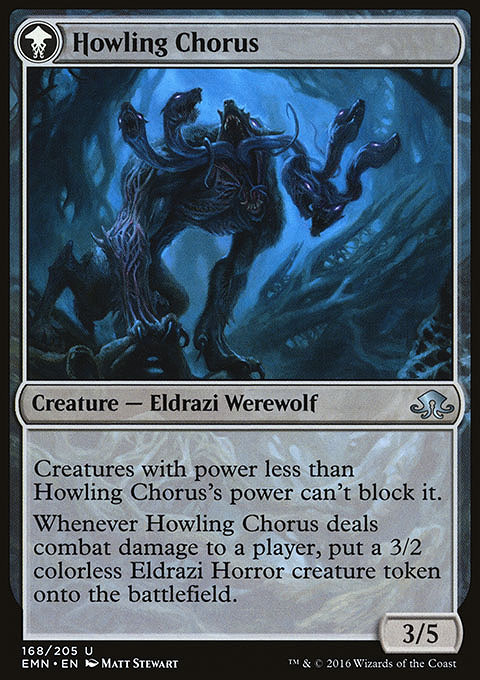 Howling Chorus
Creature — Eldrazi Werewolf
Creatures with power less than
Howling Chorus's power can't block it.
Whenever Howling Chorus deals
combat damage to a player, put a 3/2
colorless Eldrazi Horror creature token
onto the battlefield.
3/5
168/205 U
EMN • EN Matt Stewart
™ & © 2016 Wizards of the Coast